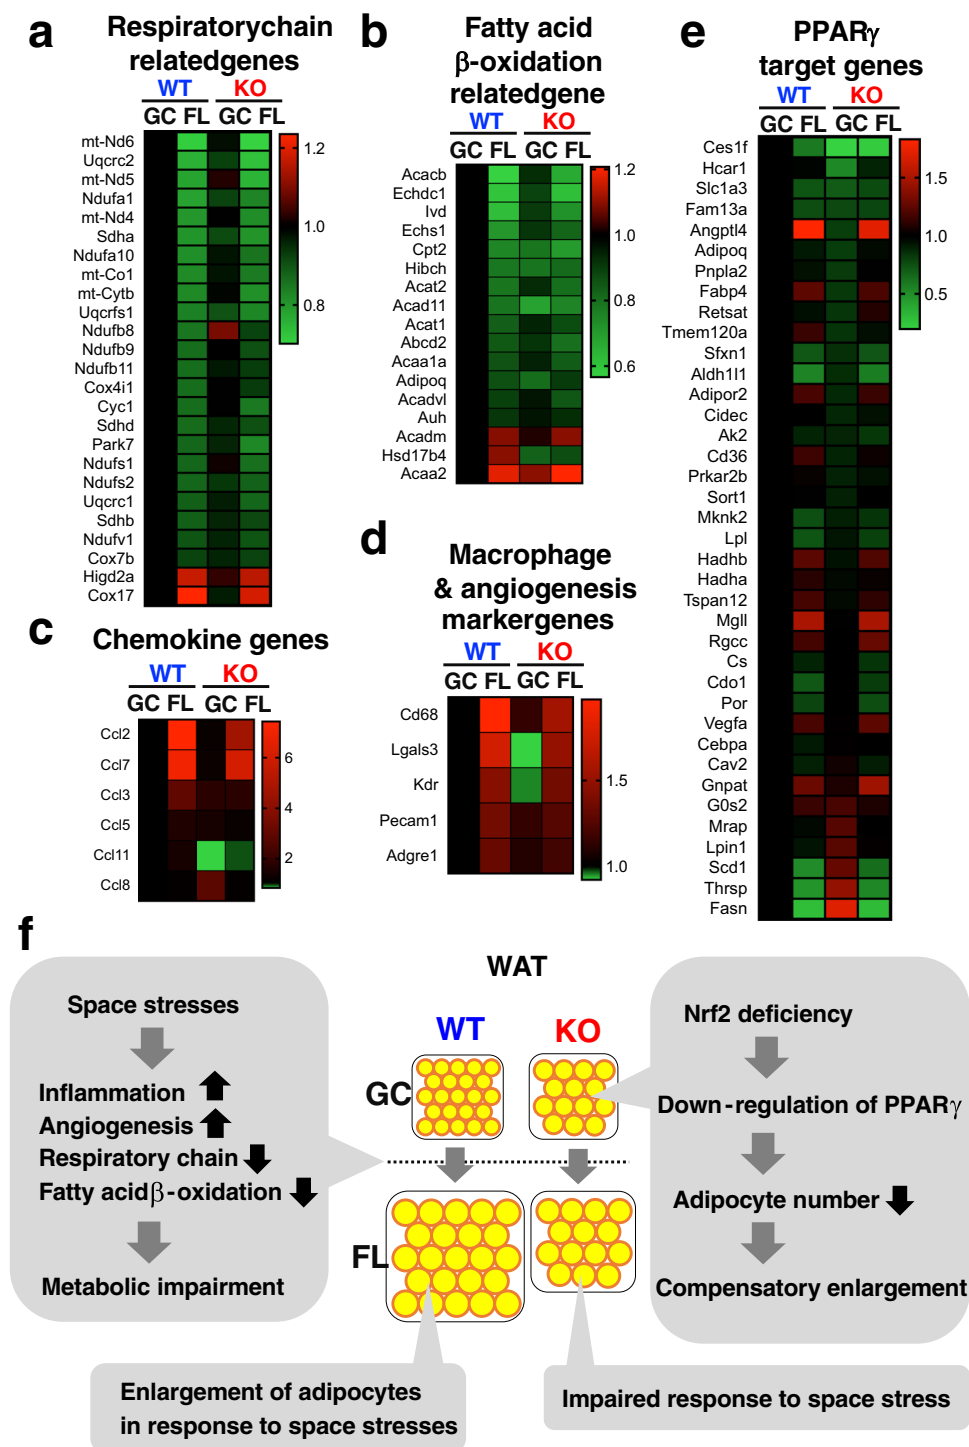 a
Respiratorychain
relatedgenes
WT KO
GC FL GC FL
mt-Nd6
Uqcrc2
mt-Nd5
Ndufa1
mt-Nd4
Sdha
Ndufa10
mt-Co1
mt-Cytb
Uqcrfs1
Ndufb8
Ndufb9
Ndufb11
Cox4i1
Cyc1
Sdhd
Park7
Ndufs1
Ndufs2
Uqcrc1
Sdhb
Ndufv1
Cox7b
Higd2a
Cox17
1.2
1.0
0.8
b
Fatty acid
β-oxidation
relatedgene
WT KO
GC FL GC FL
Acacb
Echdc1
Ivd
Echs1
Cpt2
Hibch
Acat2
Acad11
Acat1
Abcd2
Acaa1a
Adipoq
Acadvl
Auh
Acadm
Hsd17b4
Acaa2
1.2
1.0
0.8
0.6
c
Chemokine genes
WT KO
GC FL GC FL
Ccl2
Ccl7
Ccl3
Ccl5
Ccl11
Ccl8
6
4
2
d
Macrophage
& angiogenesis
markergenes
WT KO
GC FL GC FL
Cd68
Lgals3
Kdr
Pecam1
Adgre1
1.5
1.0
e
PPARγ
target genes
WT KO
GC FL GC FL
Ces1f
Hcar1
Slc1a3
Fam13a
Angptl4
Adipoq
Pnpla2
Fabp4
Retsat
Tmem120a
Sfxn1
Aldh1l1
Adipor2
Cidec
Ak2
Cd36
Prkar2b
Sort1
Mknk2
Lpl
Hadhb
Hadha
Tspan12
Mgll
Rgcc
Cs
Cdo1
Por
Vegfa
Cebpa
Cav2
Gnpat
G0s2
Mrap
Lpin1
Scd1
Thrsp
Fasn
1.5
1.0
0.5
f
Space stresses
Inflammation
Angiogenesis
Respiratory chain
Fatty acidβ-oxidation
Metabolic impairment
WAT
WT KO
GC
FL
Nrf2 deficiency
Down-regulation of PPARγ
Adipocyte number
Compensatory enlargement
Enlargement of adipocytes
in response to space stresses
Impaired response to space stress